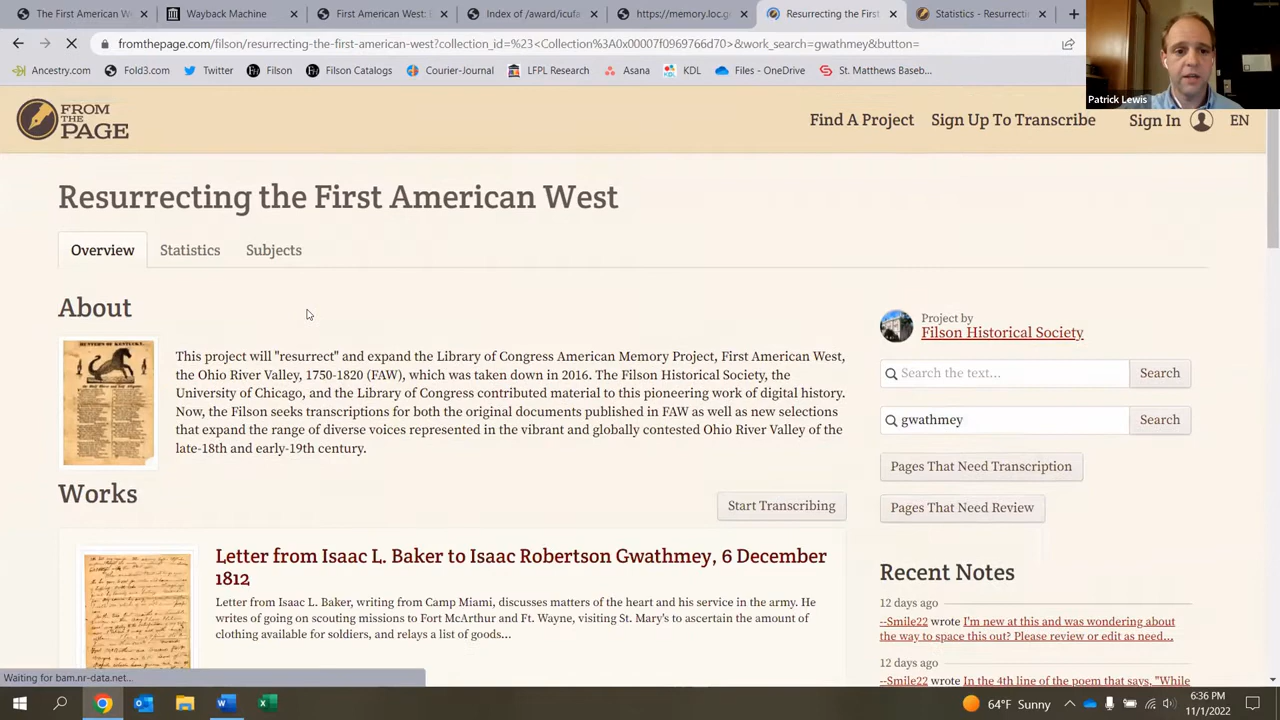 The First American We
Wayback Machine
First American West: E
Index of /award/icufa
https://memory.loc.g
Resurrecting the First
Statistics - Resurrecti
fromthepage.com/filson/resurrecting-the-first-american-west?collection_id=%23<Collection%3A0x00007f0969766d70>&work_search=gwathmey&button=
Ancestry.com
Fold3.com
Twitter
Filson
Filson Catalogs
Courier-Journal
LFPL Research
Asana
KDL
Files - OneDrive
St. Matthews Baseb...
Patrick Lewis
FROM
THE
PAGE
Find A Project
Sign Up To Transcribe
Sign In
EN
Resurrecting the First American West
Overview
Statistics
Subjects
About
HUNTERS OF KENTUCKY
This project will "resurrect" and expand the Library of Congress American Memory Project, First American West,
the Ohio River Valley, 1750-1820 (FAW), which was taken down in 2016. The Filson Historical Society, the
University of Chicago, and the Library of Congress contributed material to this pioneering work of digital history.
Now, the Filson seeks transcriptions for both the original documents published in FAW as well as new selections
that expand the range of diverse voices represented in the vibrant and globally contested Ohio River Valley of the
late-18th and early-19th century.
Project by
Filson Historical Society
Search the text...
Search
gwathmey
Search
Pages That Need Transcription
Pages That Need Review
Works
Start Transcribing
Letter from Isaac L. Baker to Isaac Robertson Gwathmey, 6 December
1812
Letter from Isaac L. Baker, writing from Camp Miami, discusses matters of the heart and his service in the army. He
writes of going on scouting missions to Fort McArthur and Ft. Wayne, visiting St. Mary's to ascertain the amount of
clothing available for soldiers, and relays a list of goods...
Recent Notes
12 days ago
--Smile22 wrote I'm new at this and was wondering about
the way to space this out? Please review or edit as need...
12 days ago
--Smile22 wrote In the 4th line of the poem that says, "While
Waiting for bam.nr-data.net...
64°F Sunny
6:36 PM
11/1/2022